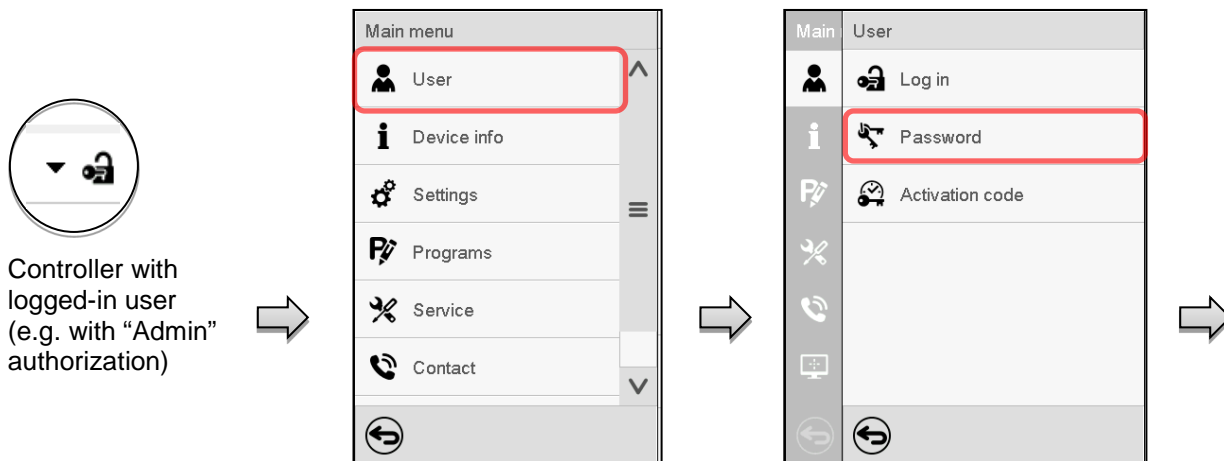 Controller with
logged-in user
(e.g. with “Admin”
authorization)
Main menu
User
Device info
Settings
Programs
Service
Contact
Main
User
Log in
Password
Activation code